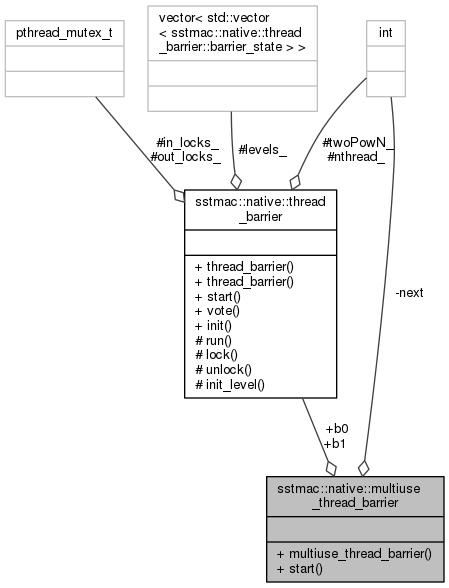 pthread_mutex_t
vector< std::vector
< sstmac::native::thread
_barrier::barrier_state > >
int
#in_locks_
#out_locks_
#levels_
#twoPowN_
#nthread_
sstmac::native::thread
_barrier
+ thread_barrier()
+ thread_barrier()
+ start()
+ vote()
+ init()
# run()
# lock()
# unlock()
# init_level()
-next
+b0
+b1
sstmac::native::multiuse
_thread_barrier
+ multiuse_thread_barrier()
+ start()